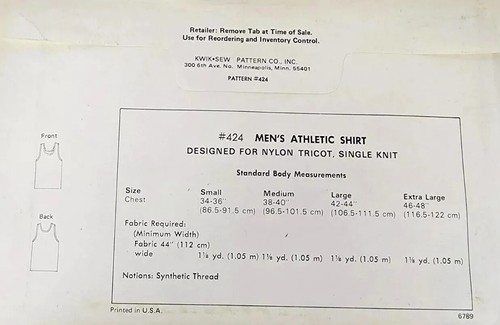 Retailer: Remove Tab at Time of Sale.
Use for Reordering and Inventory Control.
KWIK•SEW PATTERN CO., INC.
300 6th Ave. No. Minneapolis, Minn. 55401
PATTERN #424
#424 MEN'S ATHLETIC SHIRT
DESIGNED FOR NYLON TRICOT, SINGLE KNIT
Standard Body Measurements
Size Small Medium Large Extra Large
Chest 34-36" 38-40" 42-44" 46-48"
(86.5-91.5 cm) (96.5-101.5 cm) (106.5-111.5 cm) (116.5-122 cm)
Fabric Required:
(Minimum Width)
Fabric 44" (112 cm)
wide 1⅛ yd. (1.05 m) 1⅛ yd. (1.05 m) 1⅛ yd. (1.05 m) 1⅛ yd. (1.05 m)
Notions: Synthetic Thread
Front
Back
Printed in U.S.A.
6789